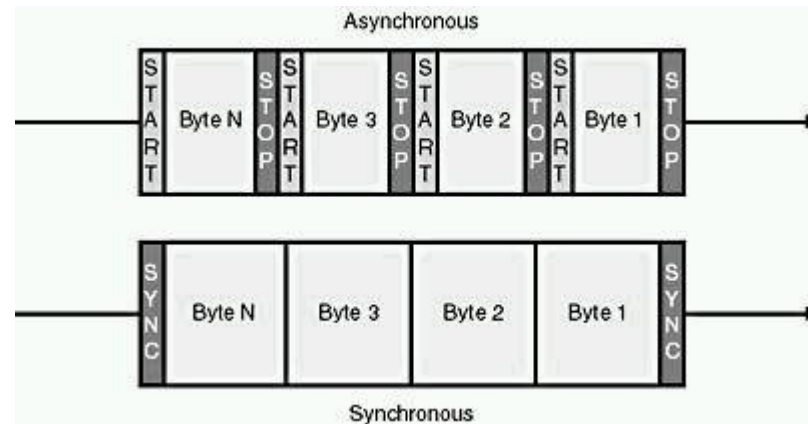 Asynchronous
START Byte N STOP START Byte 3 STOP START Byte 2 STOP START Byte 1 STOP
SYNC Byte N Byte 3 Byte 2 Byte 1 SYNC
Synchronous